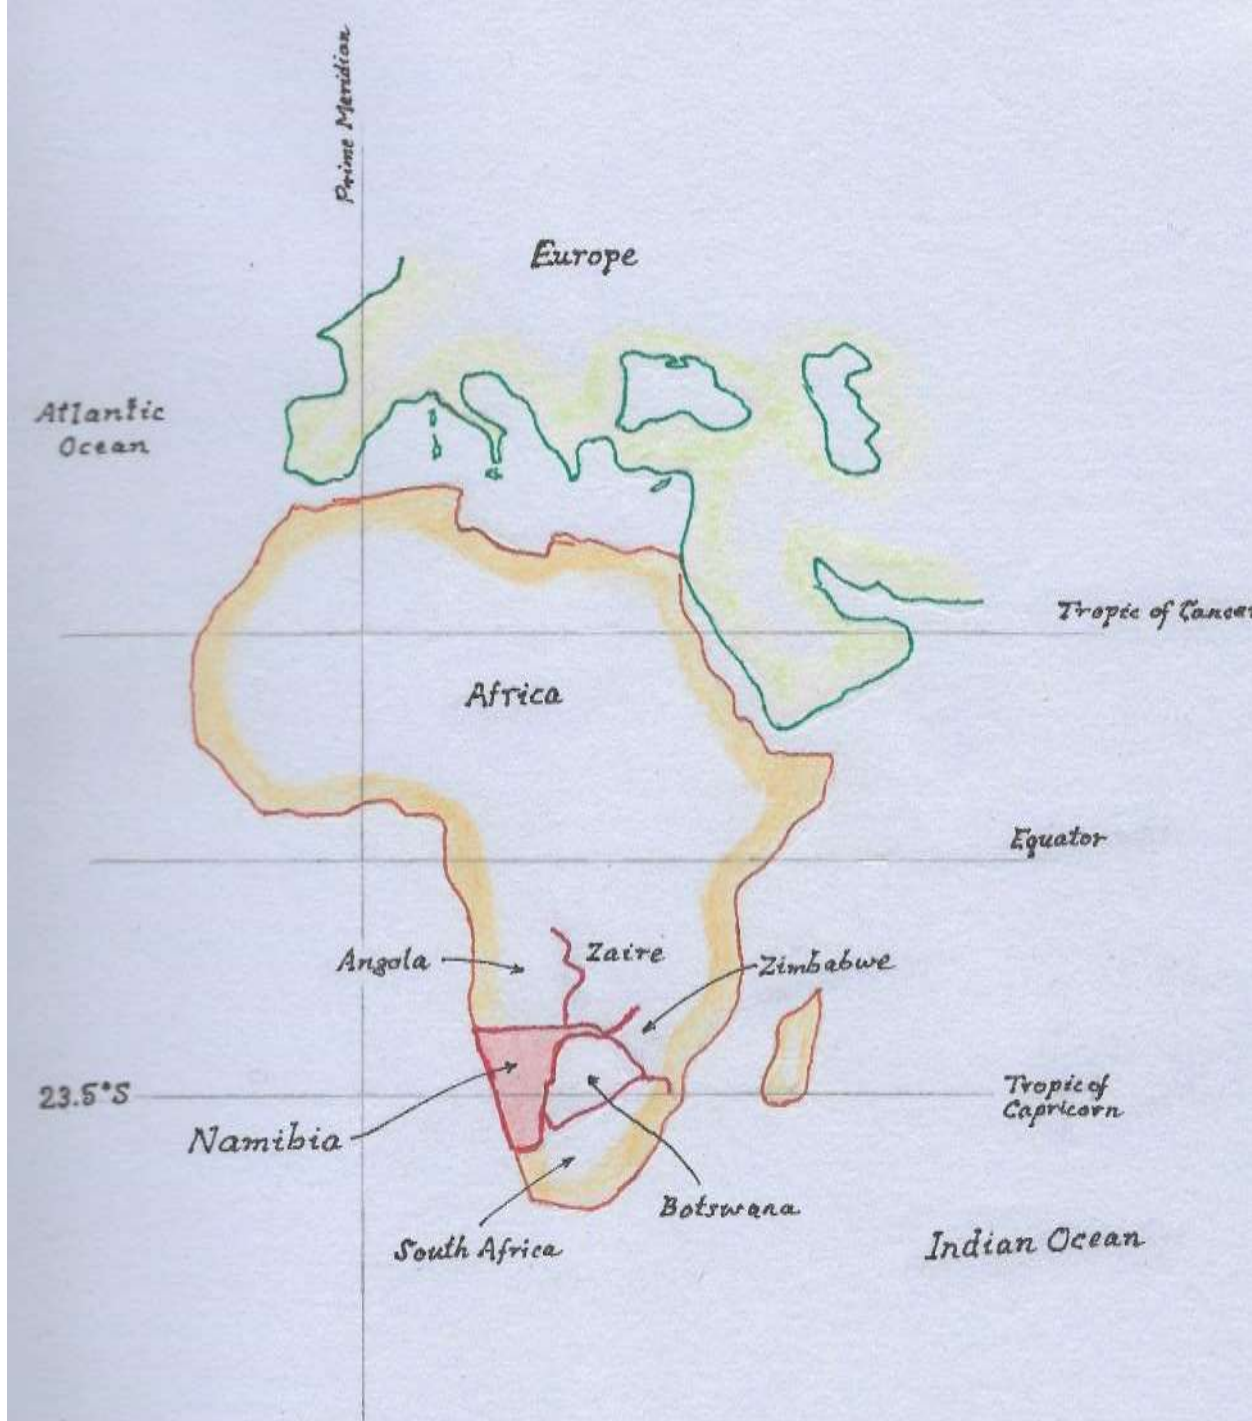 Prime Meridian
Europe
Atlantic
Ocean
Tropic of Cancer
Africa
Equator
Angola
Zaire
Zimbabwe
23.5°S
Tropic of
Capricorn
Namibia
Botswana
South Africa
Indian Ocean